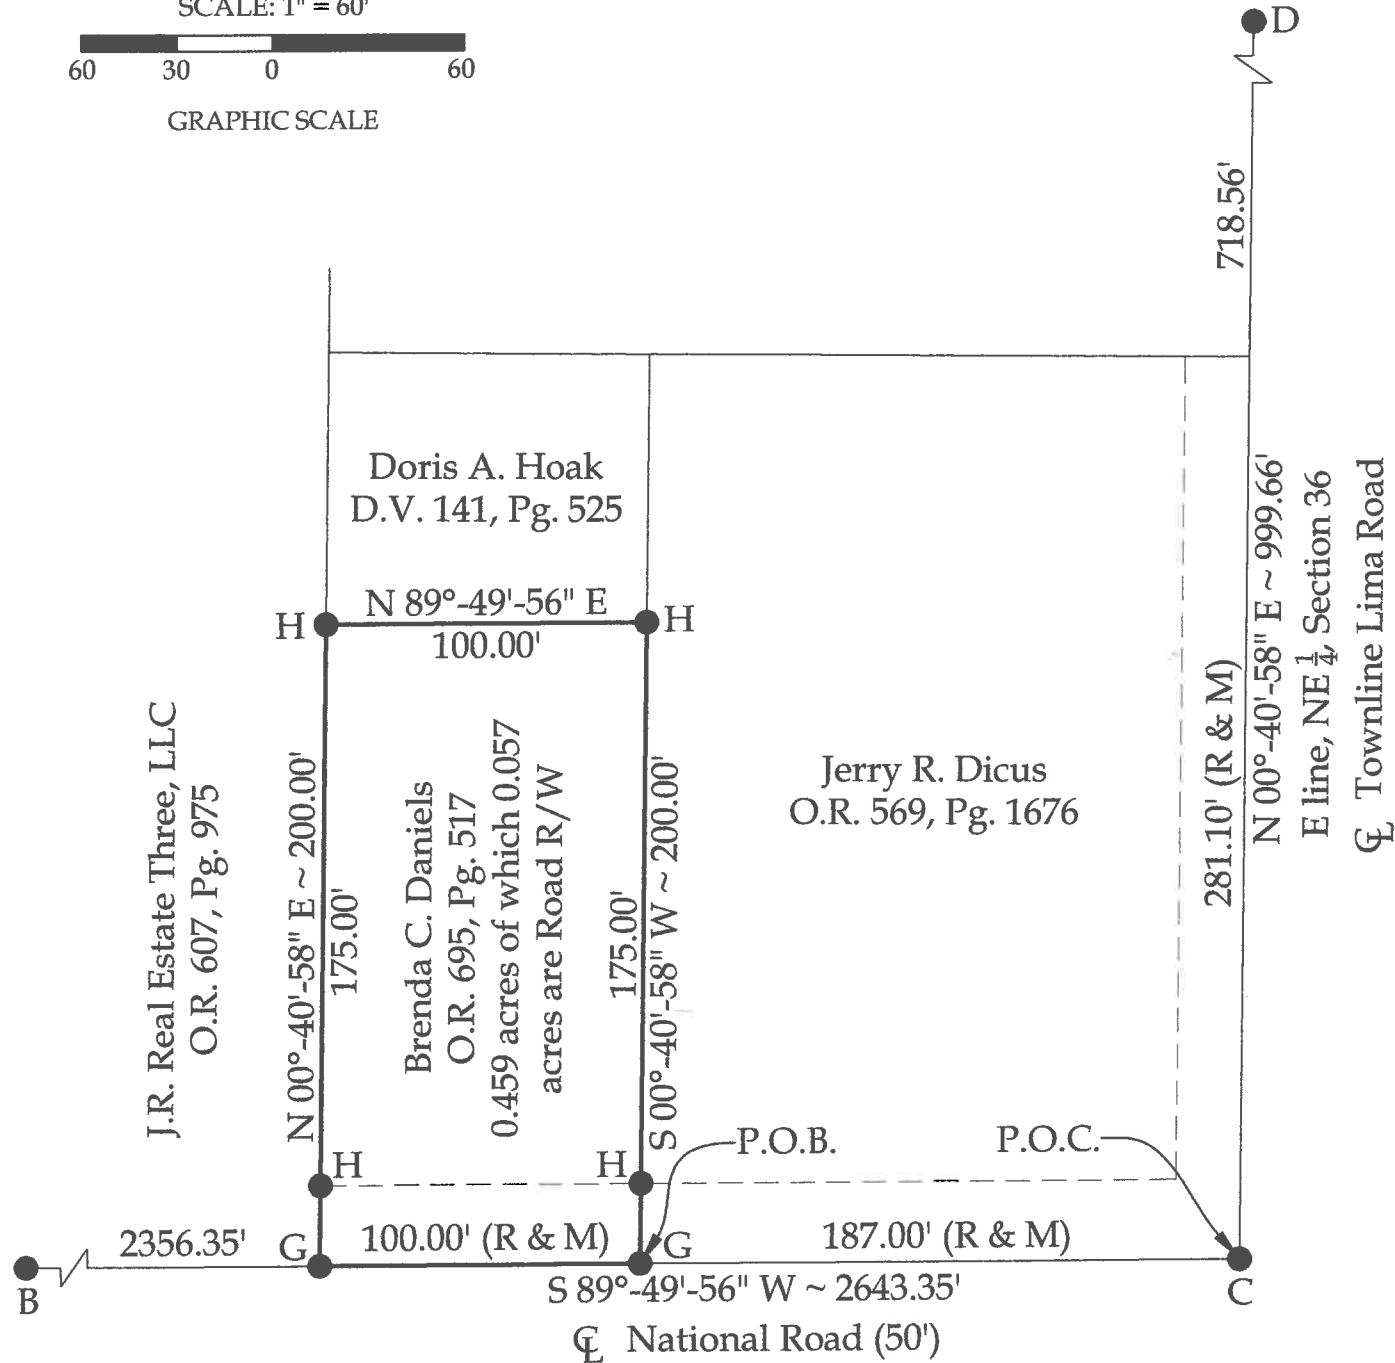 SCALE: 1" = 60'
60 30 0 60
GRAPHIC SCALE
D
718.56'
Doris A. Hoak
D.V. 141, Pg. 525
N 89°-49'-56" E
100.00'
H
H
J.R. Real Estate Three, LLC
O.R. 607, Pg. 975
N 00°-40'-58" E ~ 200.00'
175.00'
Brenda C. Daniels
O.R. 695, Pg. 517
0.459 acres of which 0.057
acres are Road R/W
175.00'
S 00°-40'-58" W ~ 200.00'
Jerry R. Dicus
O.R. 569, Pg. 1676
281.10' (R & M)
N 00°-40'-58" E ~ 999.66'
E line, NE 1/4, Section 36
℄ Townline Lima Road
P.O.B.
P.O.C.
H
H
2356.35'
G
100.00' (R & M)
G
187.00' (R & M)
B
S 89°-49'-56" W ~ 2643.35'
C
℄ National Road (50')